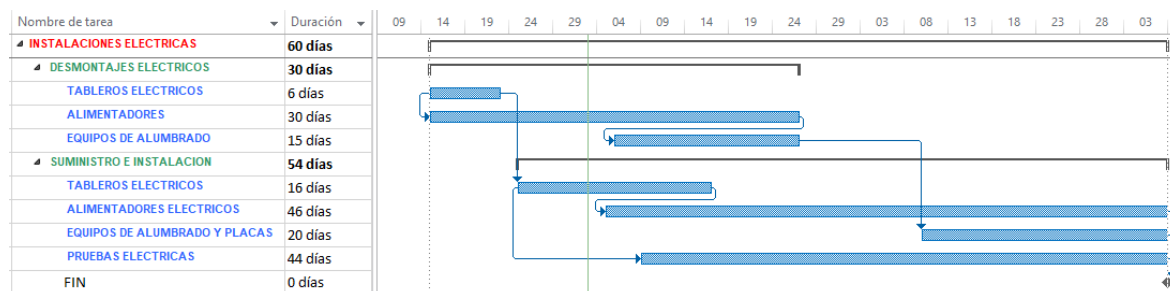 Nombre de tarea Duración 09 14 19 24 29 04 09 14 19 24 29 03 08 13 18 23 28 03
INSTALACIONES ELECTRICAS 60 días
DESMONTAJES ELECTRICOS 30 días
TABLEROS ELECTRICOS 6 días
ALIMENTADORES 30 días
EQUIPOS DE ALUMBRADO 15 días
SUMINISTRO E INSTALACION 54 días
TABLEROS ELECTRICOS 16 días
ALIMENTADORES ELECTRICOS 46 días
EQUIPOS DE ALUMBRADO Y PLACAS 20 días
PRUEBAS ELECTRICAS 44 días
FIN 0 días